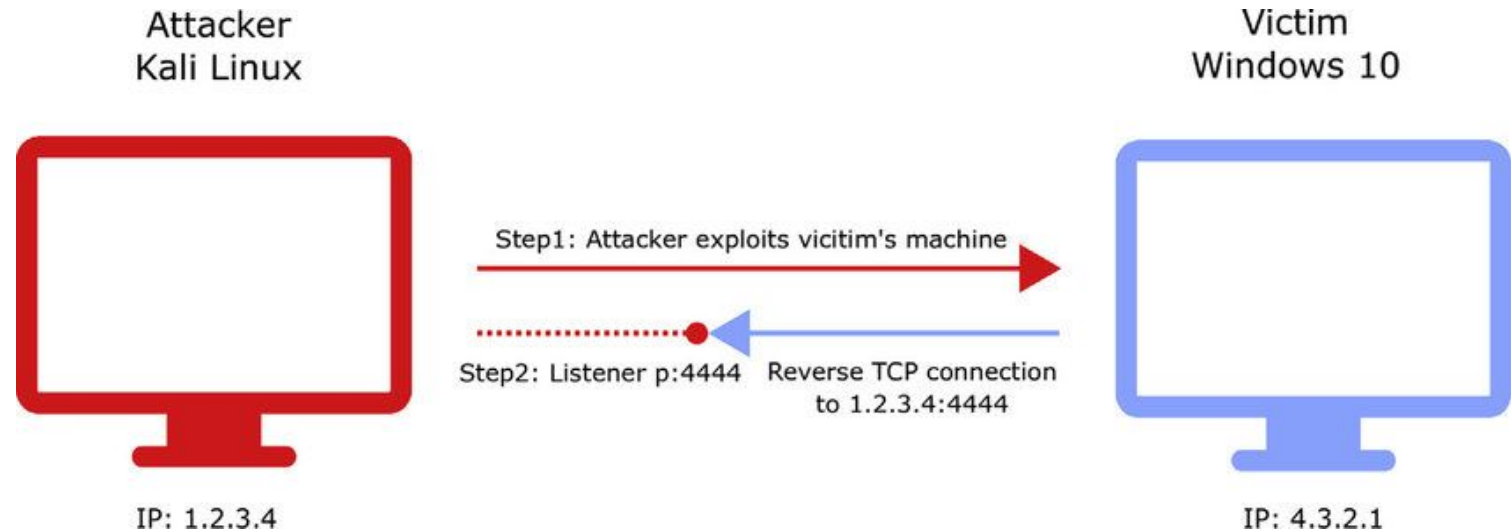 Attacker
Kali Linux
Victim
Windows 10
Step1: Attacker exploits vicitim's machine
Step2: Listener p:4444
Reverse TCP connection
to 1.2.3.4:4444
IP: 1.2.3.4
IP: 4.3.2.1